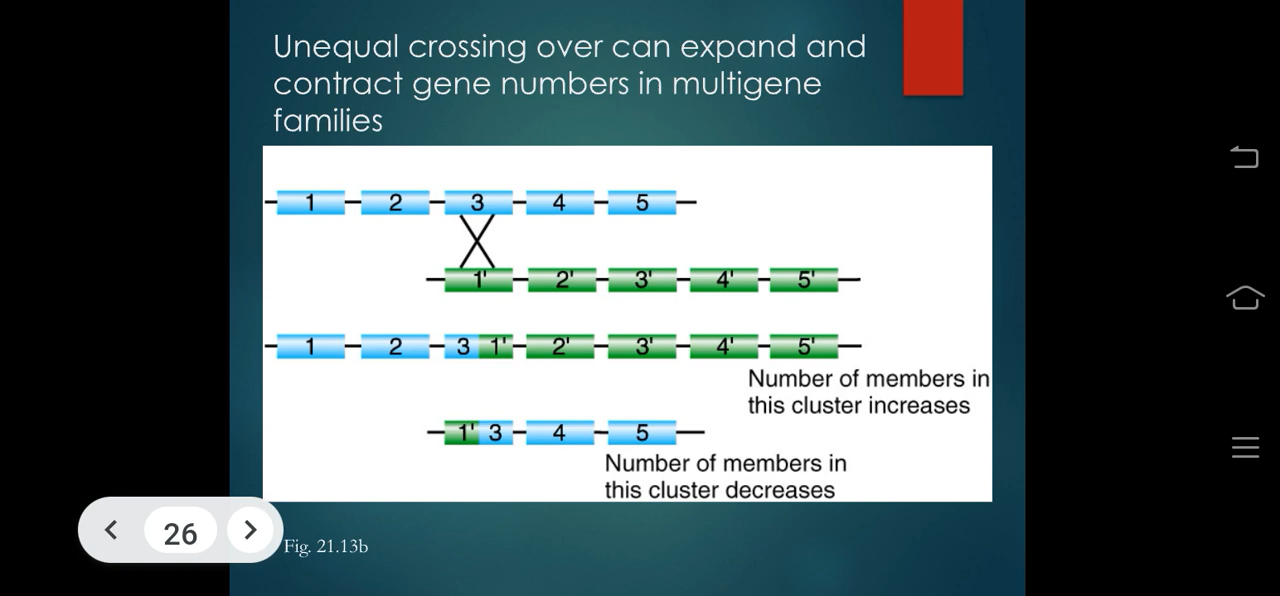 Unequal crossing over can expand and
contract gene numbers in multigene
families
1 2 3 4 5
1' 2' 3' 4' 5'
1 2 3 1' 2' 3' 4' 5'
Number of members in
this cluster increases
1' 3 4 5
Number of members in
this cluster decreases
26
Fig. 21.13b